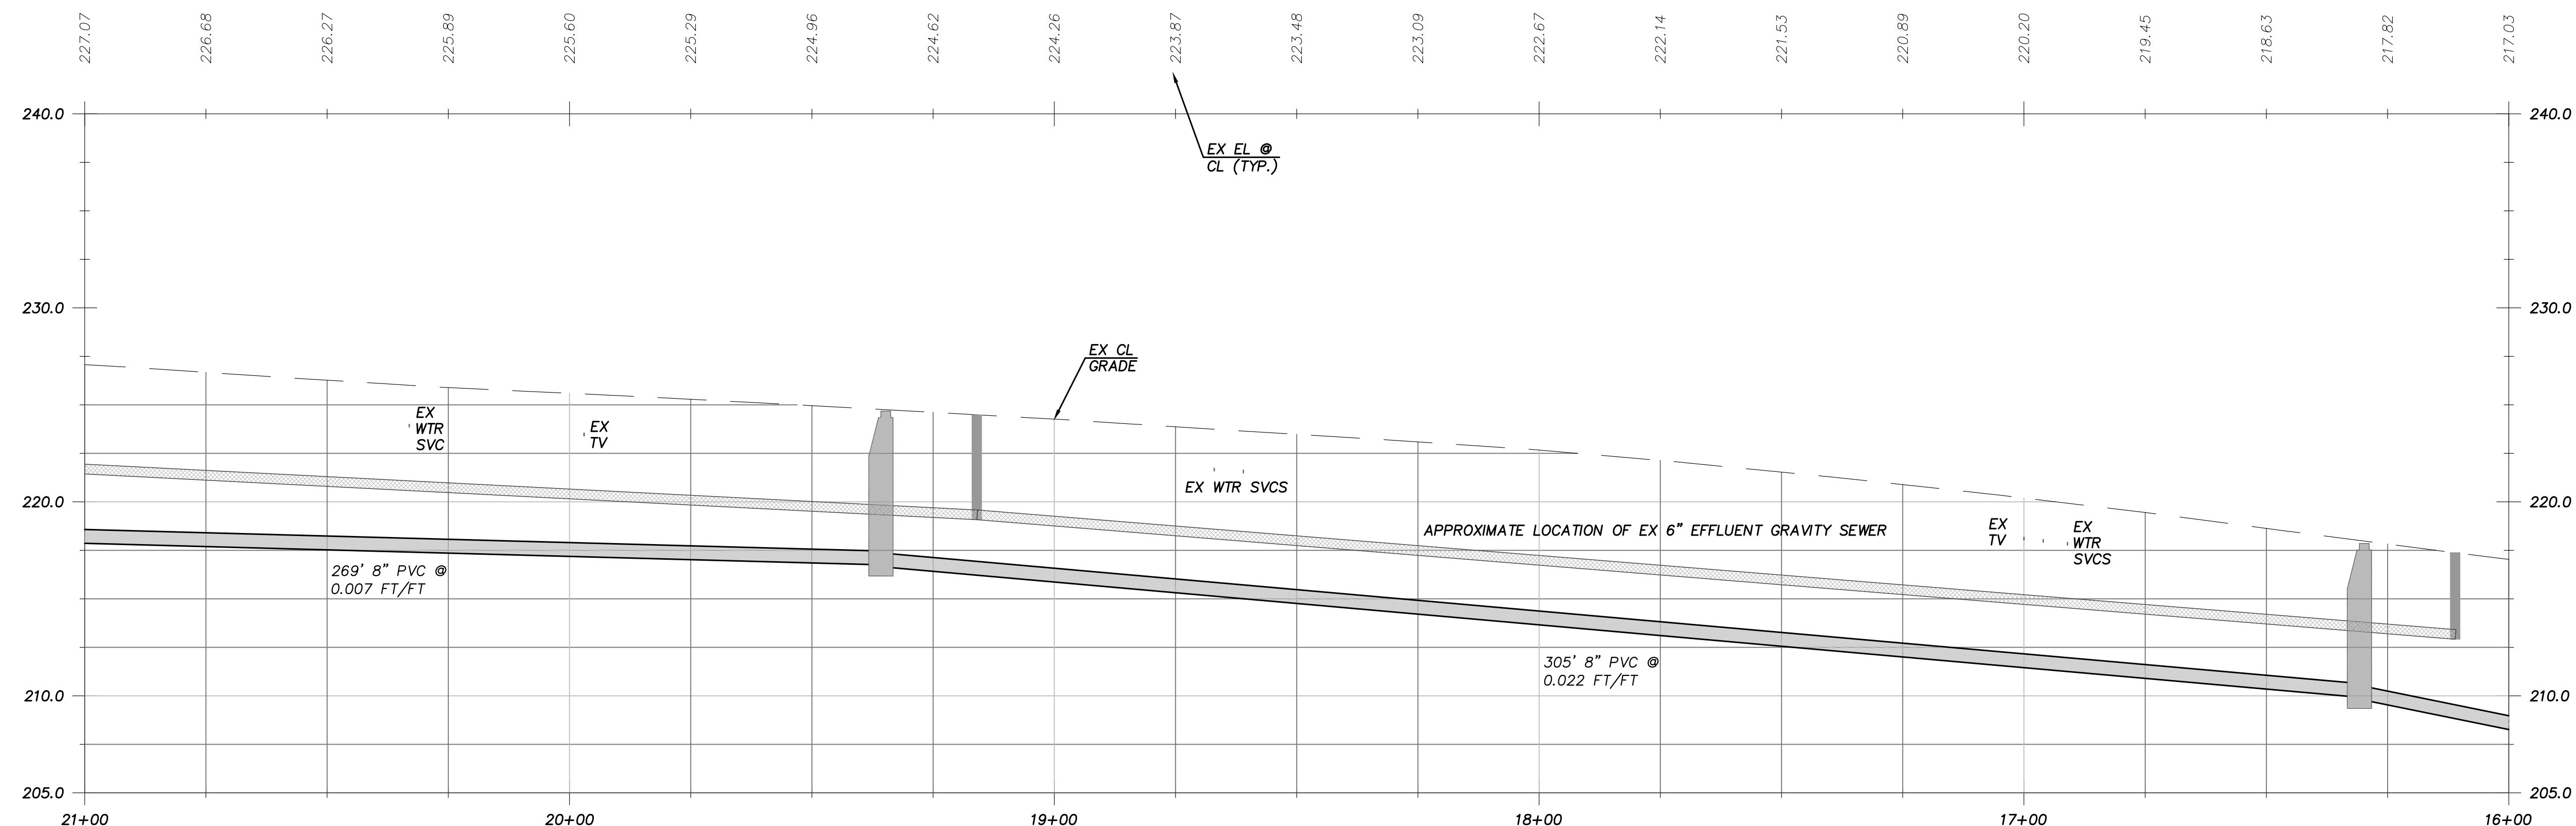 227.07
226.68
226.27
225.89
225.60
225.29
224.96
224.62
224.26
223.87
223.48
223.09
222.67
222.14
221.53
220.89
220.20
219.45
218.63
217.82
217.03
240.0
240.0
EX EL @
CL (TYP.)
230.0
230.0
EX CL
GRADE
EX
WTR
SVC
EX
TV
EX WTR SVCS
220.0
220.0
APPROXIMATE LOCATION OF EX 6" EFFLUENT GRAVITY SEWER
EX
TV
EX
WTR
SVCS
269' 8" PVC @
0.007 FT/FT
305' 8" PVC @
0.022 FT/FT
210.0
210.0
205.0
205.0
21+00
20+00
19+00
18+00
17+00
16+00